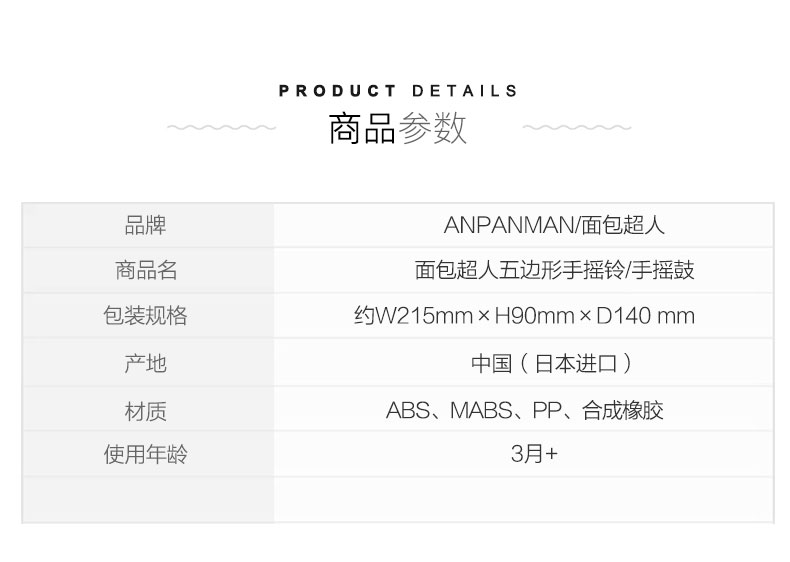 PRODUCT DETAILS
商品参数
品牌 ANPANMAN/面包超人
商品名 面包超人五边形手摇铃/手摇鼓
包装规格 约W215mm×H90mm×D140 mm
产地 中国（日本进口）
材质 ABS、MABS、PP、合成橡胶
使用年龄 3月+